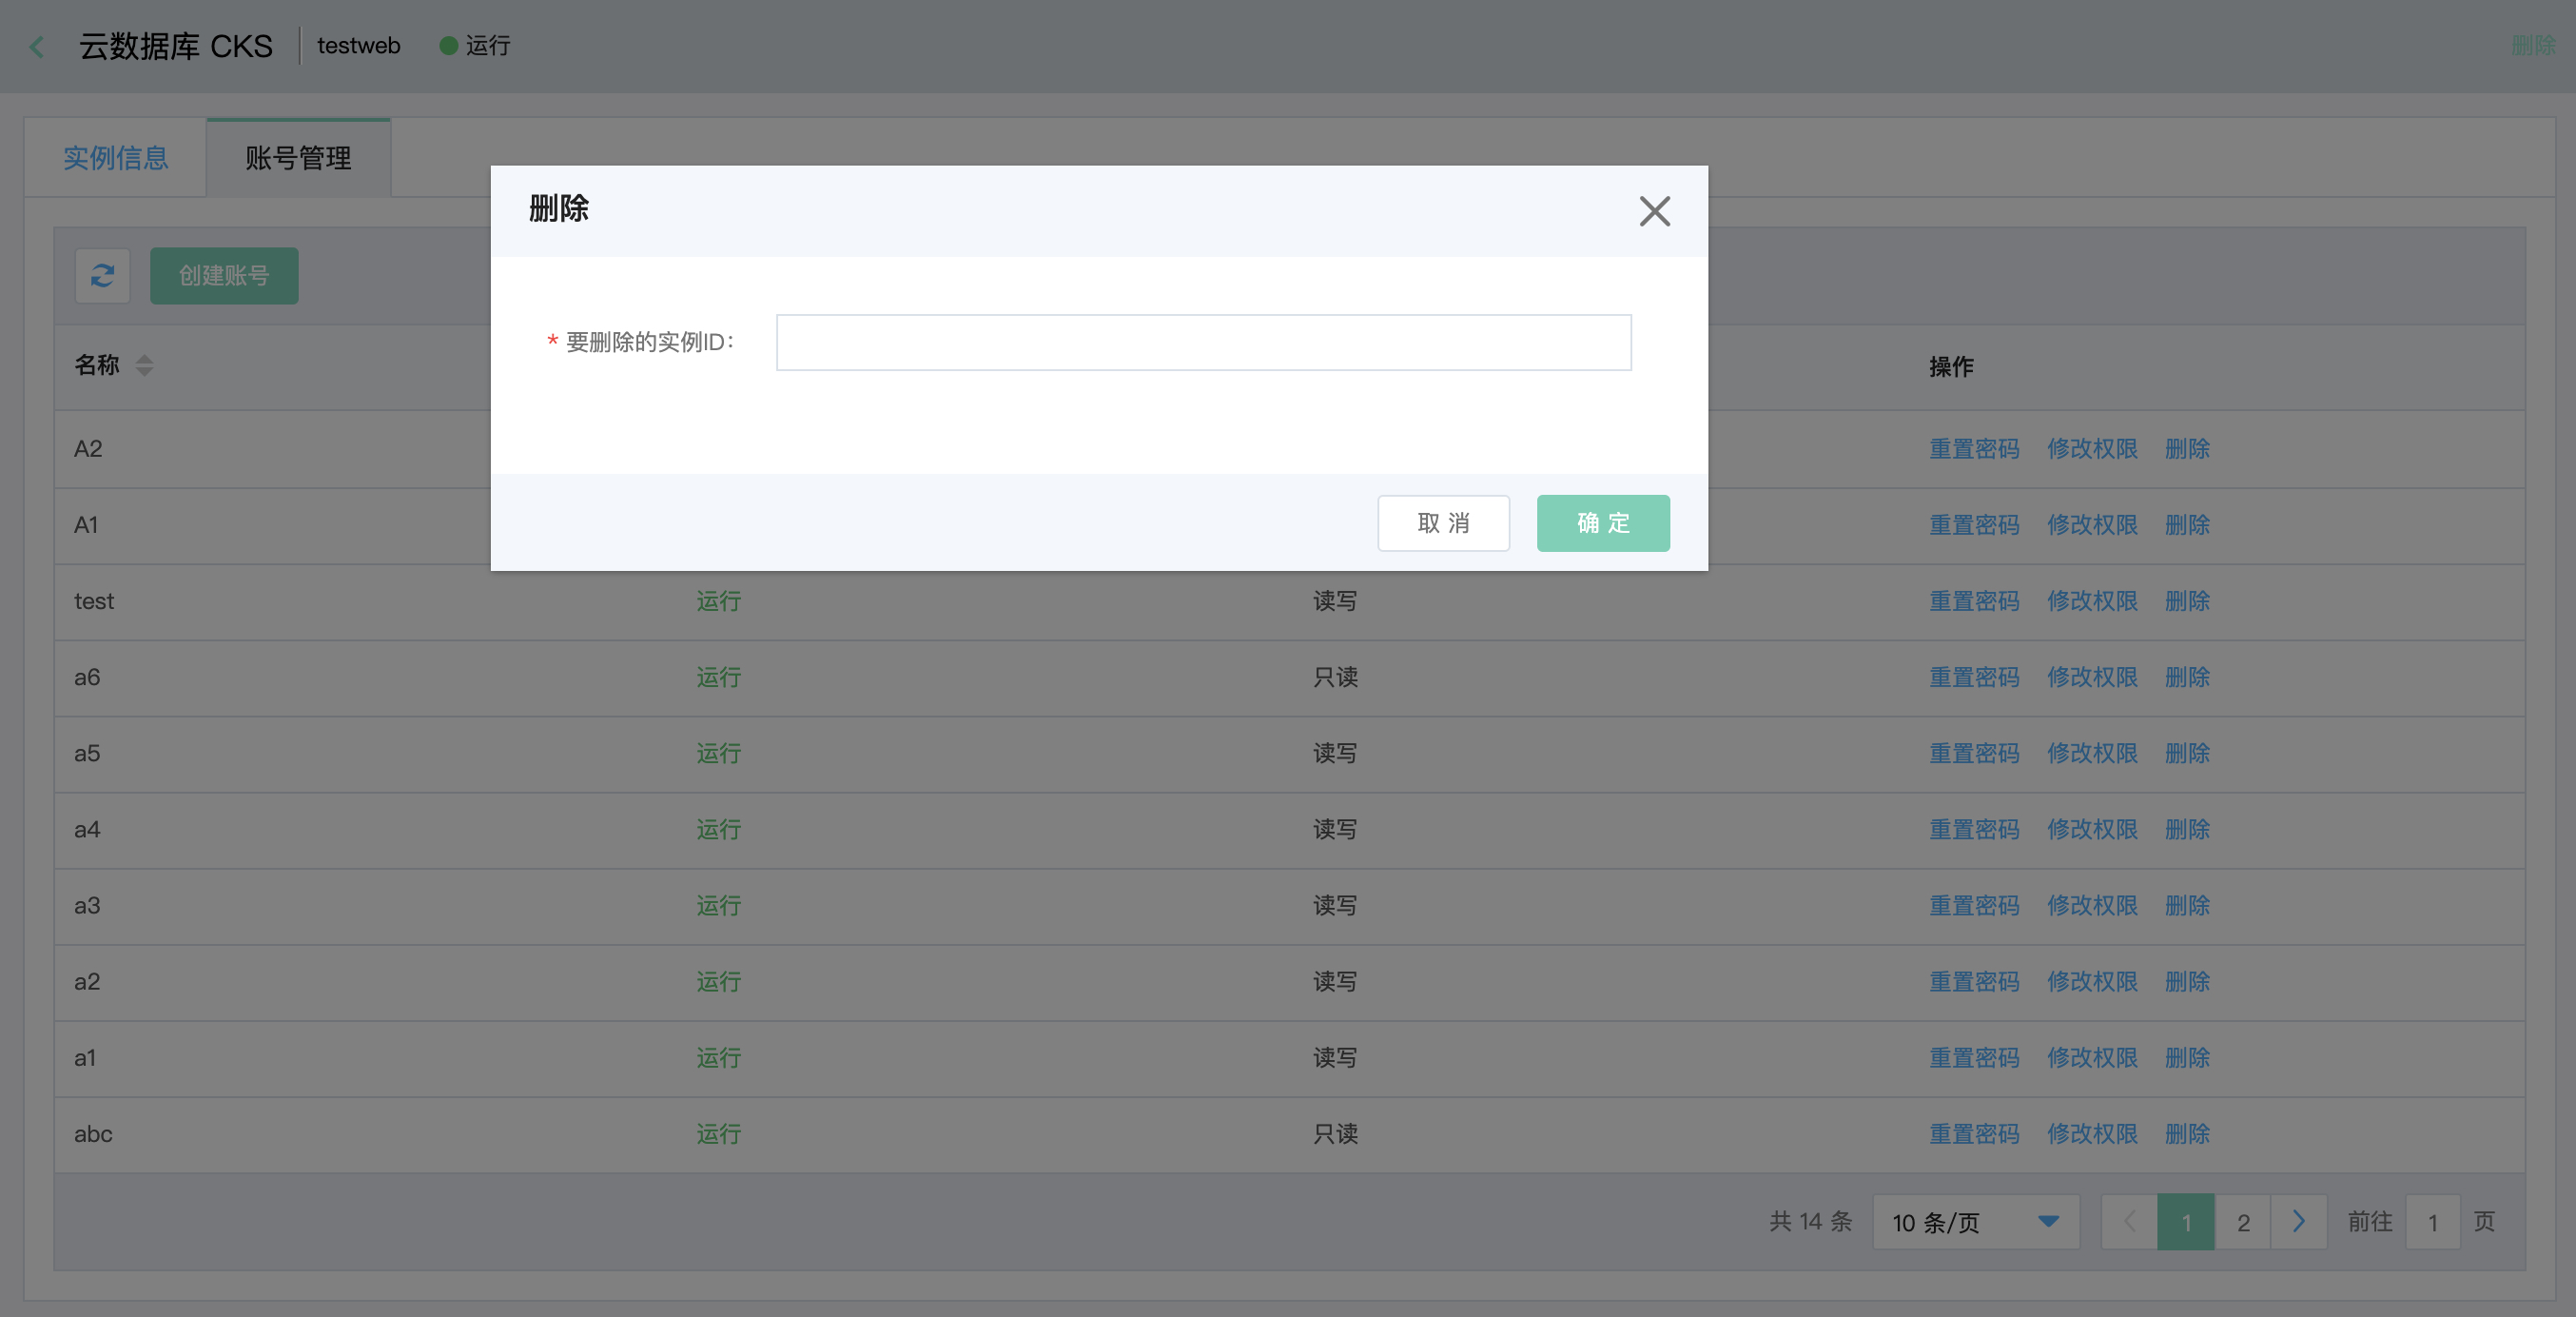 云数据库 CKS testweb 运行 删除
实例信息 账号管理
删除
创建账号
* 要删除的实例ID：
名称 操作
A2 重置密码 修改权限 删除
取 消 确 定
A1 重置密码 修改权限 删除
test 运行 读写 重置密码 修改权限 删除
a6 运行 只读 重置密码 修改权限 删除
a5 运行 读写 重置密码 修改权限 删除
a4 运行 读写 重置密码 修改权限 删除
a3 运行 读写 重置密码 修改权限 删除
a2 运行 读写 重置密码 修改权限 删除
a1 运行 读写 重置密码 修改权限 删除
abc 运行 只读 重置密码 修改权限 删除
共 14 条 10 条/页 1 2 前往 1 页